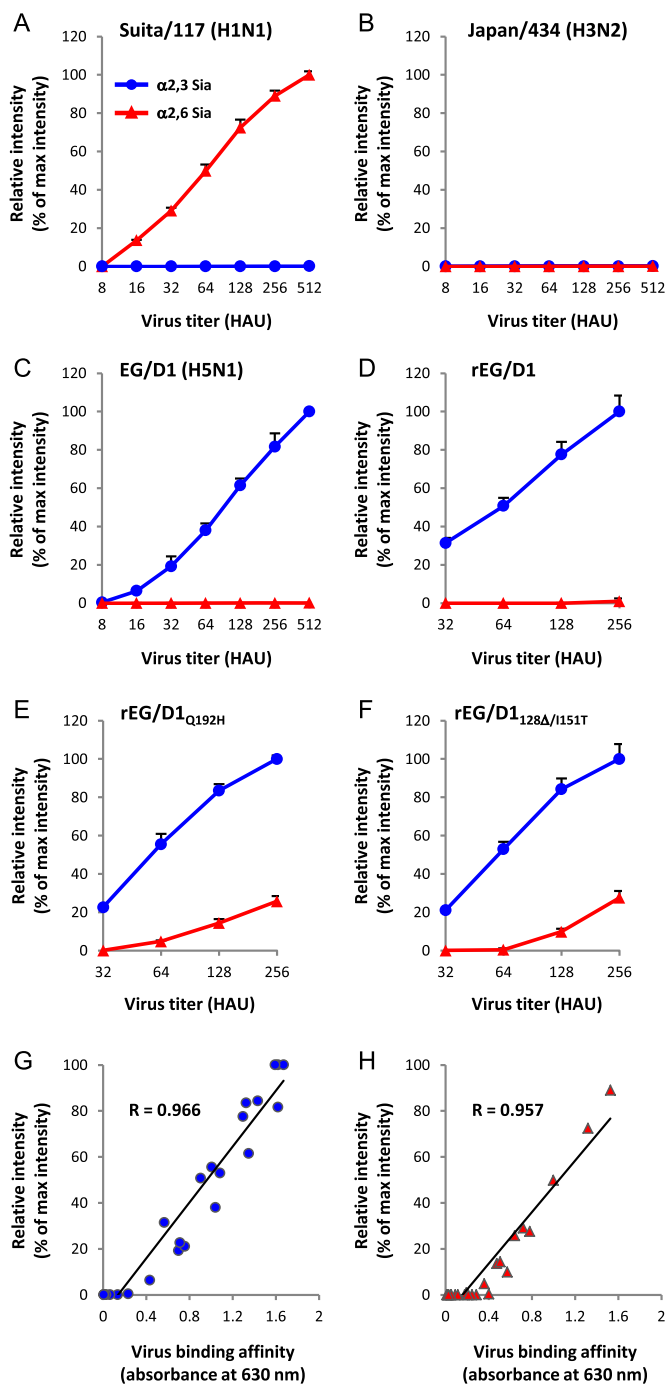 A
Suita/117 (H1N1)
Relative intensity
(% of max intensity)
120
100
80
60
40
20
0
α2,3 Sia
α2,6 Sia
8 16 32 64 128 256 512
Virus titer (HAU)
B
Japan/434 (H3N2)
Relative intensity
(% of max intensity)
120
100
80
60
40
20
0
8 16 32 64 128 256 512
Virus titer (HAU)
C
EG/D1 (H5N1)
Relative intensity
(% of max intensity)
120
100
80
60
40
20
0
8 16 32 64 128 256 512
Virus titer (HAU)
D
rEG/D1
Relative intensity
(% of max intensity)
120
100
80
60
40
20
0
32 64 128 256
Virus titer (HAU)
E
rEG/D1Q192H
Relative intensity
(% of max intensity)
120
100
80
60
40
20
0
32 64 128 256
Virus titer (HAU)
F
rEG/D1128Δ/I151T
Relative intensity
(% of max intensity)
120
100
80
60
40
20
0
32 64 128 256
Virus titer (HAU)
G
Relative intensity
(% of max intensity)
100
80
60
40
20
0
R = 0.966
0 0.4 0.8 1.2 1.6 2
Virus binding affinity
(absorbance at 630 nm)
H
Relative intensity
(% of max intensity)
100
80
60
40
20
0
R = 0.957
0 0.4 0.8 1.2 1.6 2
Virus binding affinity
(absorbance at 630 nm)